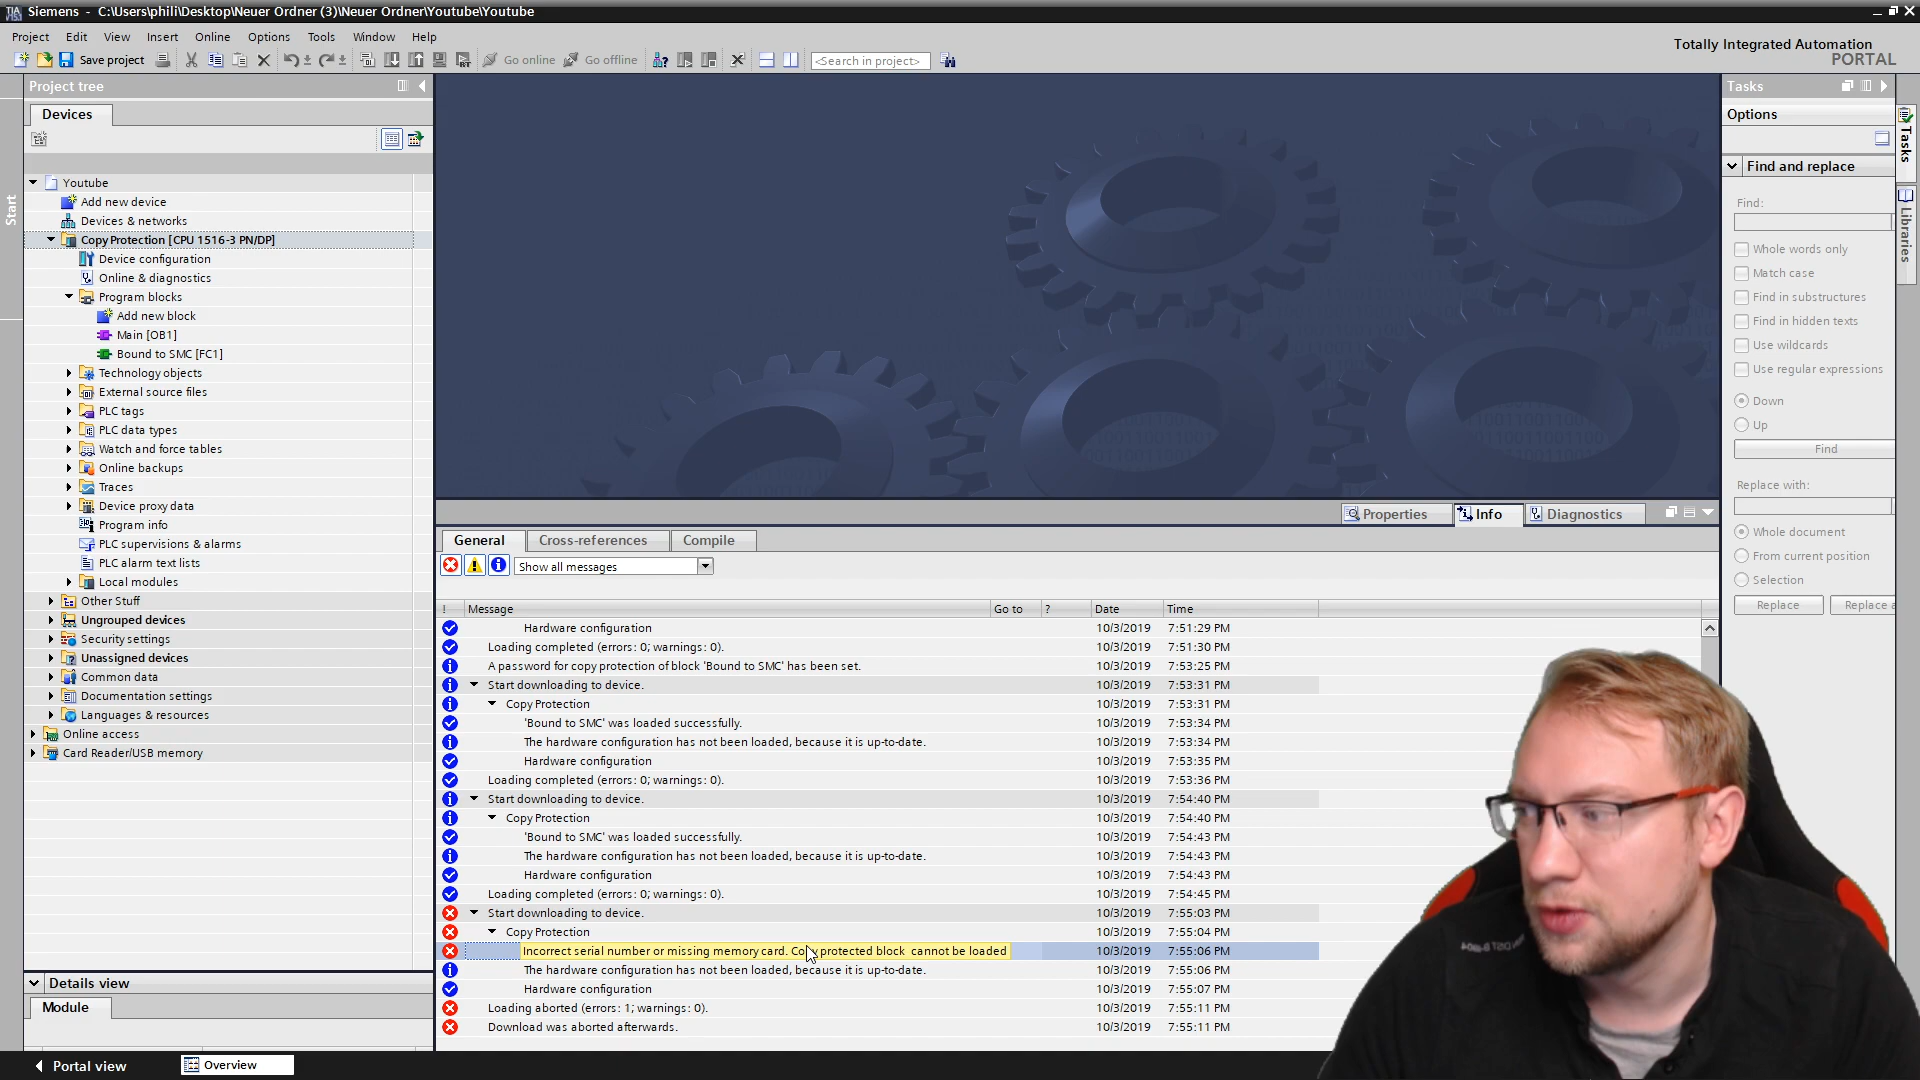 Siemens - C:\Users\phili\Desktop\Neuer Ordner (3)\Neuer Ordner\Youtube\Youtube
Project Edit View Insert Online Options Tools Window Help
Totally Integrated Automation
PORTAL
Save project
Go online
Go offline
<Search in project>
Project tree
Devices
Start
Youtube
Add new device
Devices & networks
Copy Protection [CPU 1516-3 PN/DP]
Device configuration
Online & diagnostics
Program blocks
Add new block
Main [OB1]
Bound to SMC [FC1]
Technology objects
External source files
PLC tags
PLC data types
Watch and force tables
Online backups
Traces
Device proxy data
Program info
PLC supervisions & alarms
PLC alarm text lists
Local modules
Other Stuff
Ungrouped devices
Security settings
Unassigned devices
Common data
Documentation settings
Languages & resources
Online access
Card Reader/USB memory
Details view
Module
Portal view
Overview
Properties
Info
Diagnostics
General
Cross-references
Compile
Show all messages
! Message Go to ? Date Time
Hardware configuration 10/3/2019 7:51:29 PM
Loading completed (errors: 0; warnings: 0). 10/3/2019 7:51:30 PM
A password for copy protection of block 'Bound to SMC' has been set. 10/3/2019 7:53:25 PM
Start downloading to device. 10/3/2019 7:53:31 PM
Copy Protection 10/3/2019 7:53:31 PM
'Bound to SMC' was loaded successfully. 10/3/2019 7:53:34 PM
The hardware configuration has not been loaded, because it is up-to-date. 10/3/2019 7:53:34 PM
Hardware configuration 10/3/2019 7:53:35 PM
Loading completed (errors: 0; warnings: 0). 10/3/2019 7:53:36 PM
Start downloading to device. 10/3/2019 7:54:40 PM
Copy Protection 10/3/2019 7:54:40 PM
'Bound to SMC' was loaded successfully. 10/3/2019 7:54:43 PM
The hardware configuration has not been loaded, because it is up-to-date. 10/3/2019 7:54:43 PM
Hardware configuration 10/3/2019 7:54:43 PM
Loading completed (errors: 0; warnings: 0). 10/3/2019 7:54:45 PM
Start downloading to device. 10/3/2019 7:55:03 PM
Copy Protection 10/3/2019 7:55:04 PM
Incorrect serial number or missing memory card. Copy protected block cannot be loaded 10/3/2019 7:55:06 PM
The hardware configuration has not been loaded, because it is up-to-date. 10/3/2019 7:55:06 PM
Hardware configuration 10/3/2019 7:55:07 PM
Loading aborted (errors: 1; warnings: 0). 10/3/2019 7:55:11 PM
Download was aborted afterwards. 10/3/2019 7:55:11 PM
Tasks
Options
Find and replace
Find:
Whole words only
Match case
Find in substructures
Find in hidden texts
Use wildcards
Use regular expressions
Down
Up
Find
Replace with:
Whole document
From current position
Selection
Replace
Replace a
Tasks
Libraries